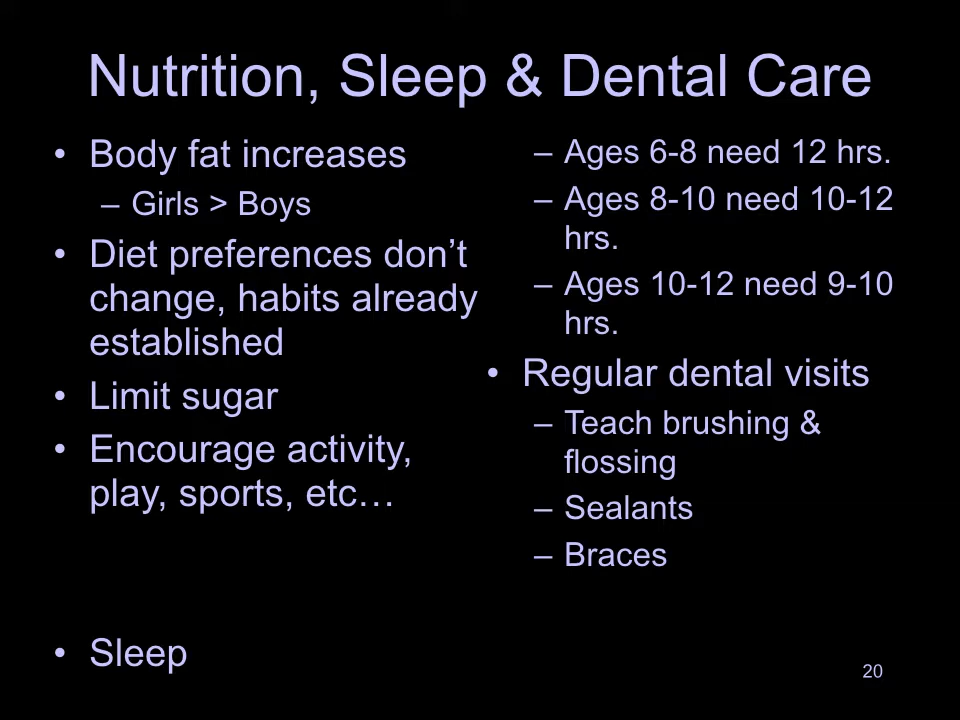 Nutrition, Sleep & Dental Care
• Body fat increases
– Girls > Boys
• Diet preferences don’t
change, habits already
established
• Limit sugar
• Encourage activity,
play, sports, etc…
• Sleep
– Ages 6-8 need 12 hrs.
– Ages 8-10 need 10-12
hrs.
– Ages 10-12 need 9-10
hrs.
• Regular dental visits
– Teach brushing &
flossing
– Sealants
– Braces
20